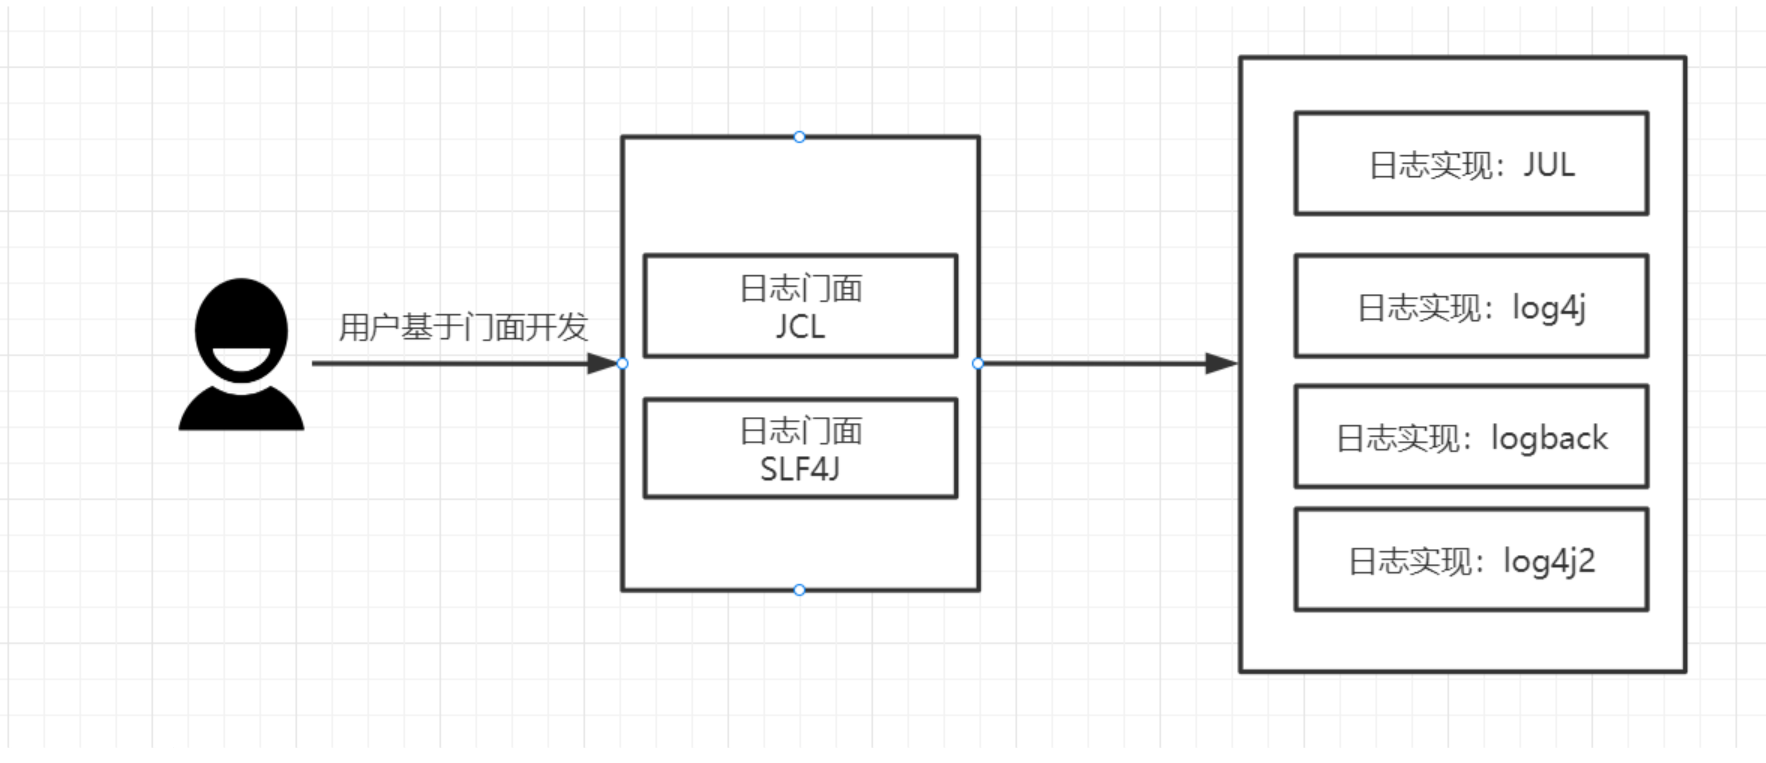 用户基于门面开发
日志门面
JCL
日志门面
SLF4J
日志实现：JUL
日志实现：log4j
日志实现：logback
日志实现：log4j2